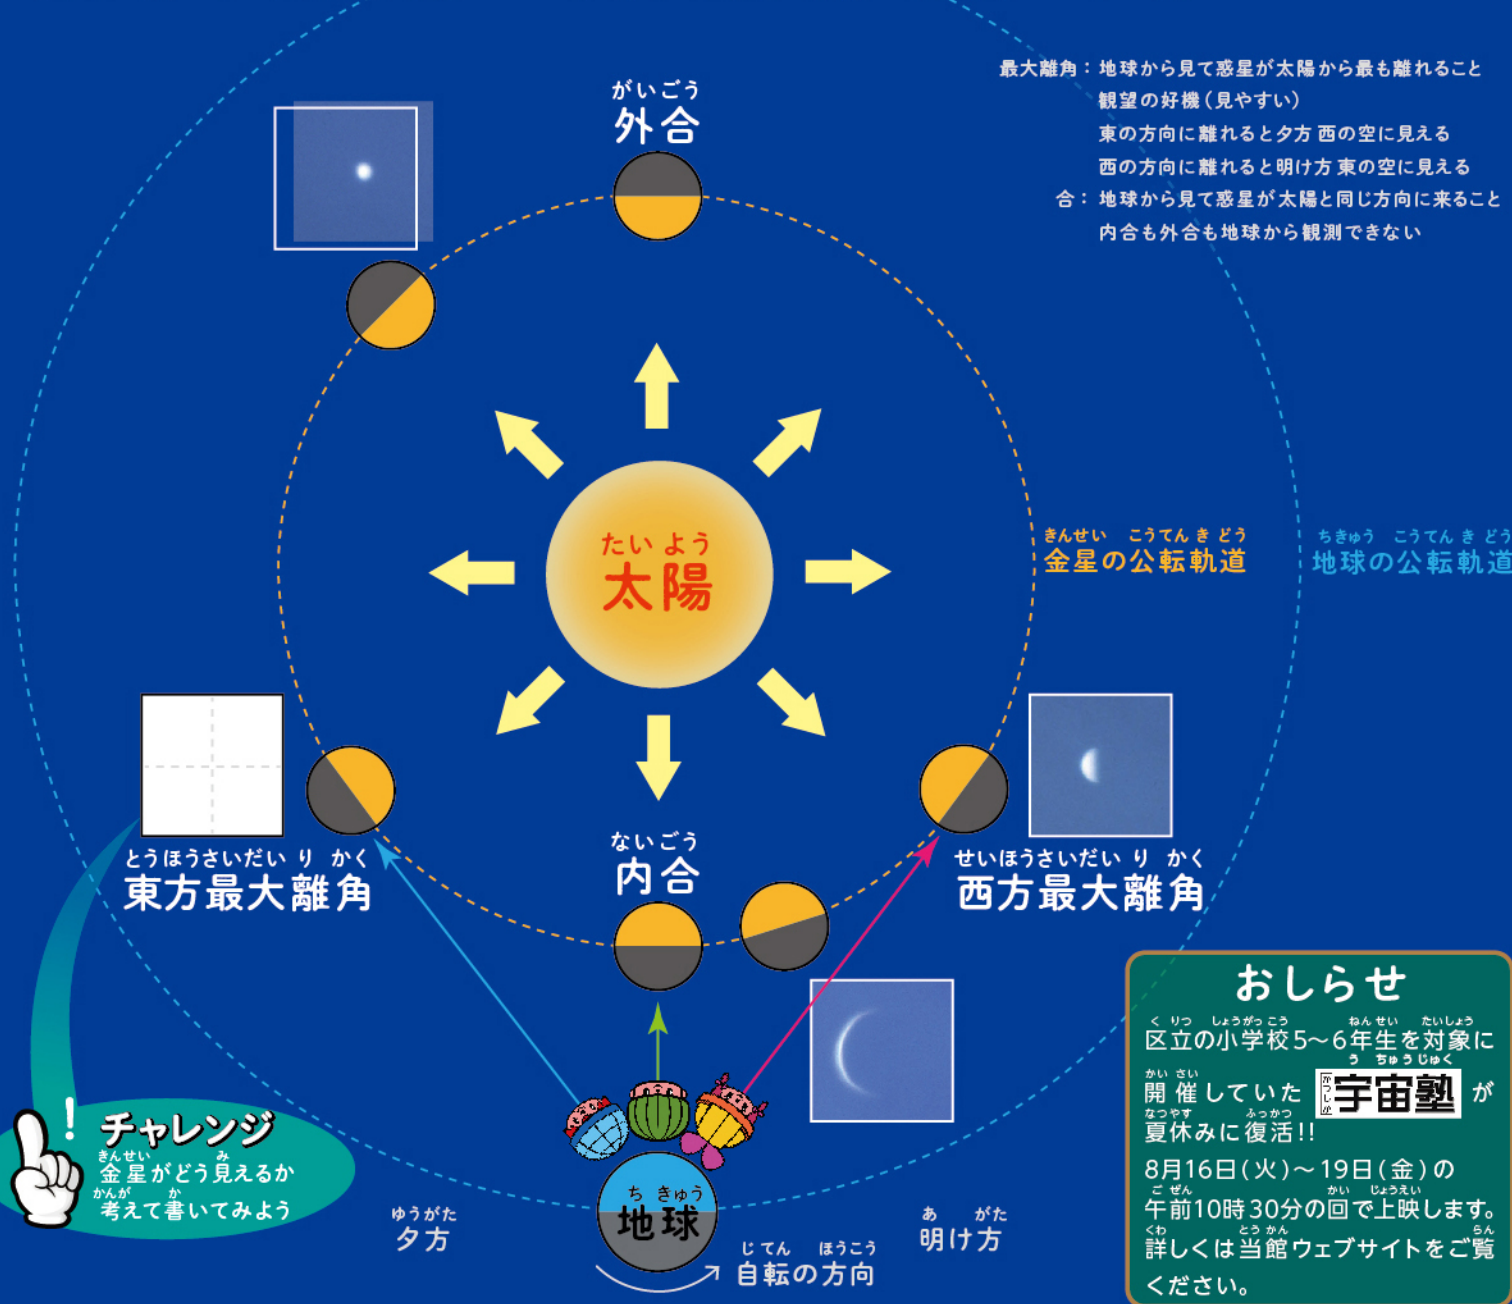 最大離角：地球から見て惑星が太陽から最も離れること
観望の好機（見やすい）
東の方向に離れると夕方 西の空に見える
西の方向に離れると明け方 東の空に見える
合：地球から見て惑星が太陽と同じ方向に来ること
内合も外合も地球から観測できない
がいごう
外合
たいよう
太陽
きんせい こうてんきどう
金星の公転軌道
ちきゅう こうてんきどう
地球の公転軌道
とうほうさいだいりかく
東方最大離角
ないごう
内合
せいほうさいだいりかく
西方最大離角
!
チャレンジ
きんせい み
金星がどう見えるか
かんが か
考えて書いてみよう
ゆうがた
夕方
ちきゅう
地球
じてん ほうこう
自転の方向
あ がた
明け方
おしらせ
くりつ しょうがっこう ねんせい たいしょう
区立の小学校5～6年生を対象に
かいさい うちゅうじゅく
開催していた かつしか宇宙塾 が
なつやす ふっかつ
夏休みに復活!!
8月16日(火)～19日(金)の
ごぜん かい じょうえい
午前10時30分の回で上映します。
くわ とうかん らん
詳しくは当館ウェブサイトをご覧
ください。